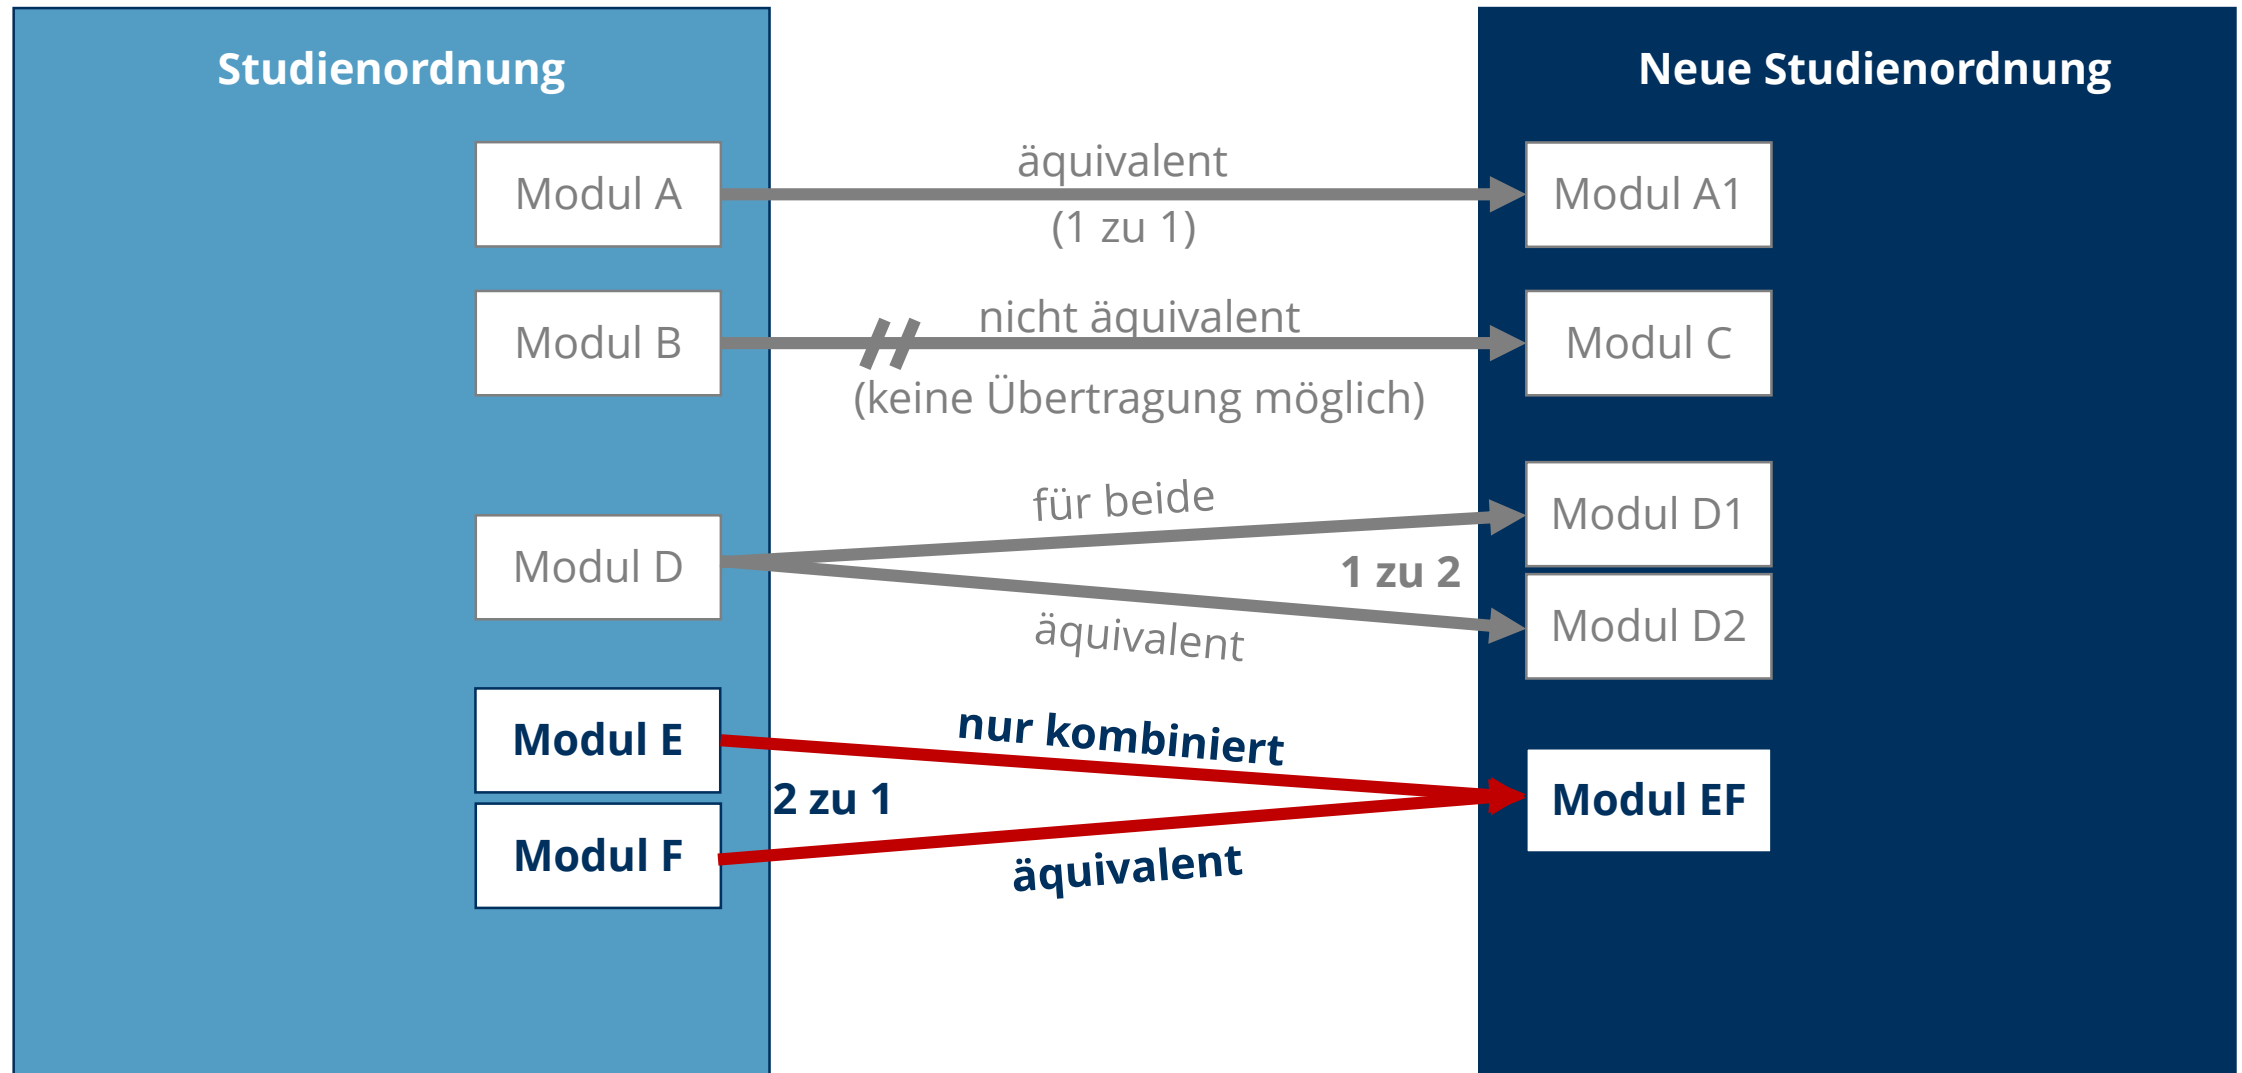 Studienordnung
Neue Studienordnung
Modul A
äquivalent
(1 zu 1)
Modul A1
Modul B
nicht äquivalent
(keine Übertragung möglich)
Modul C
Modul D
für beide
1 zu 2
äquivalent
Modul D1
Modul D2
Modul E
Modul F
nur kombiniert
2 zu 1
äquivalent
Modul EF